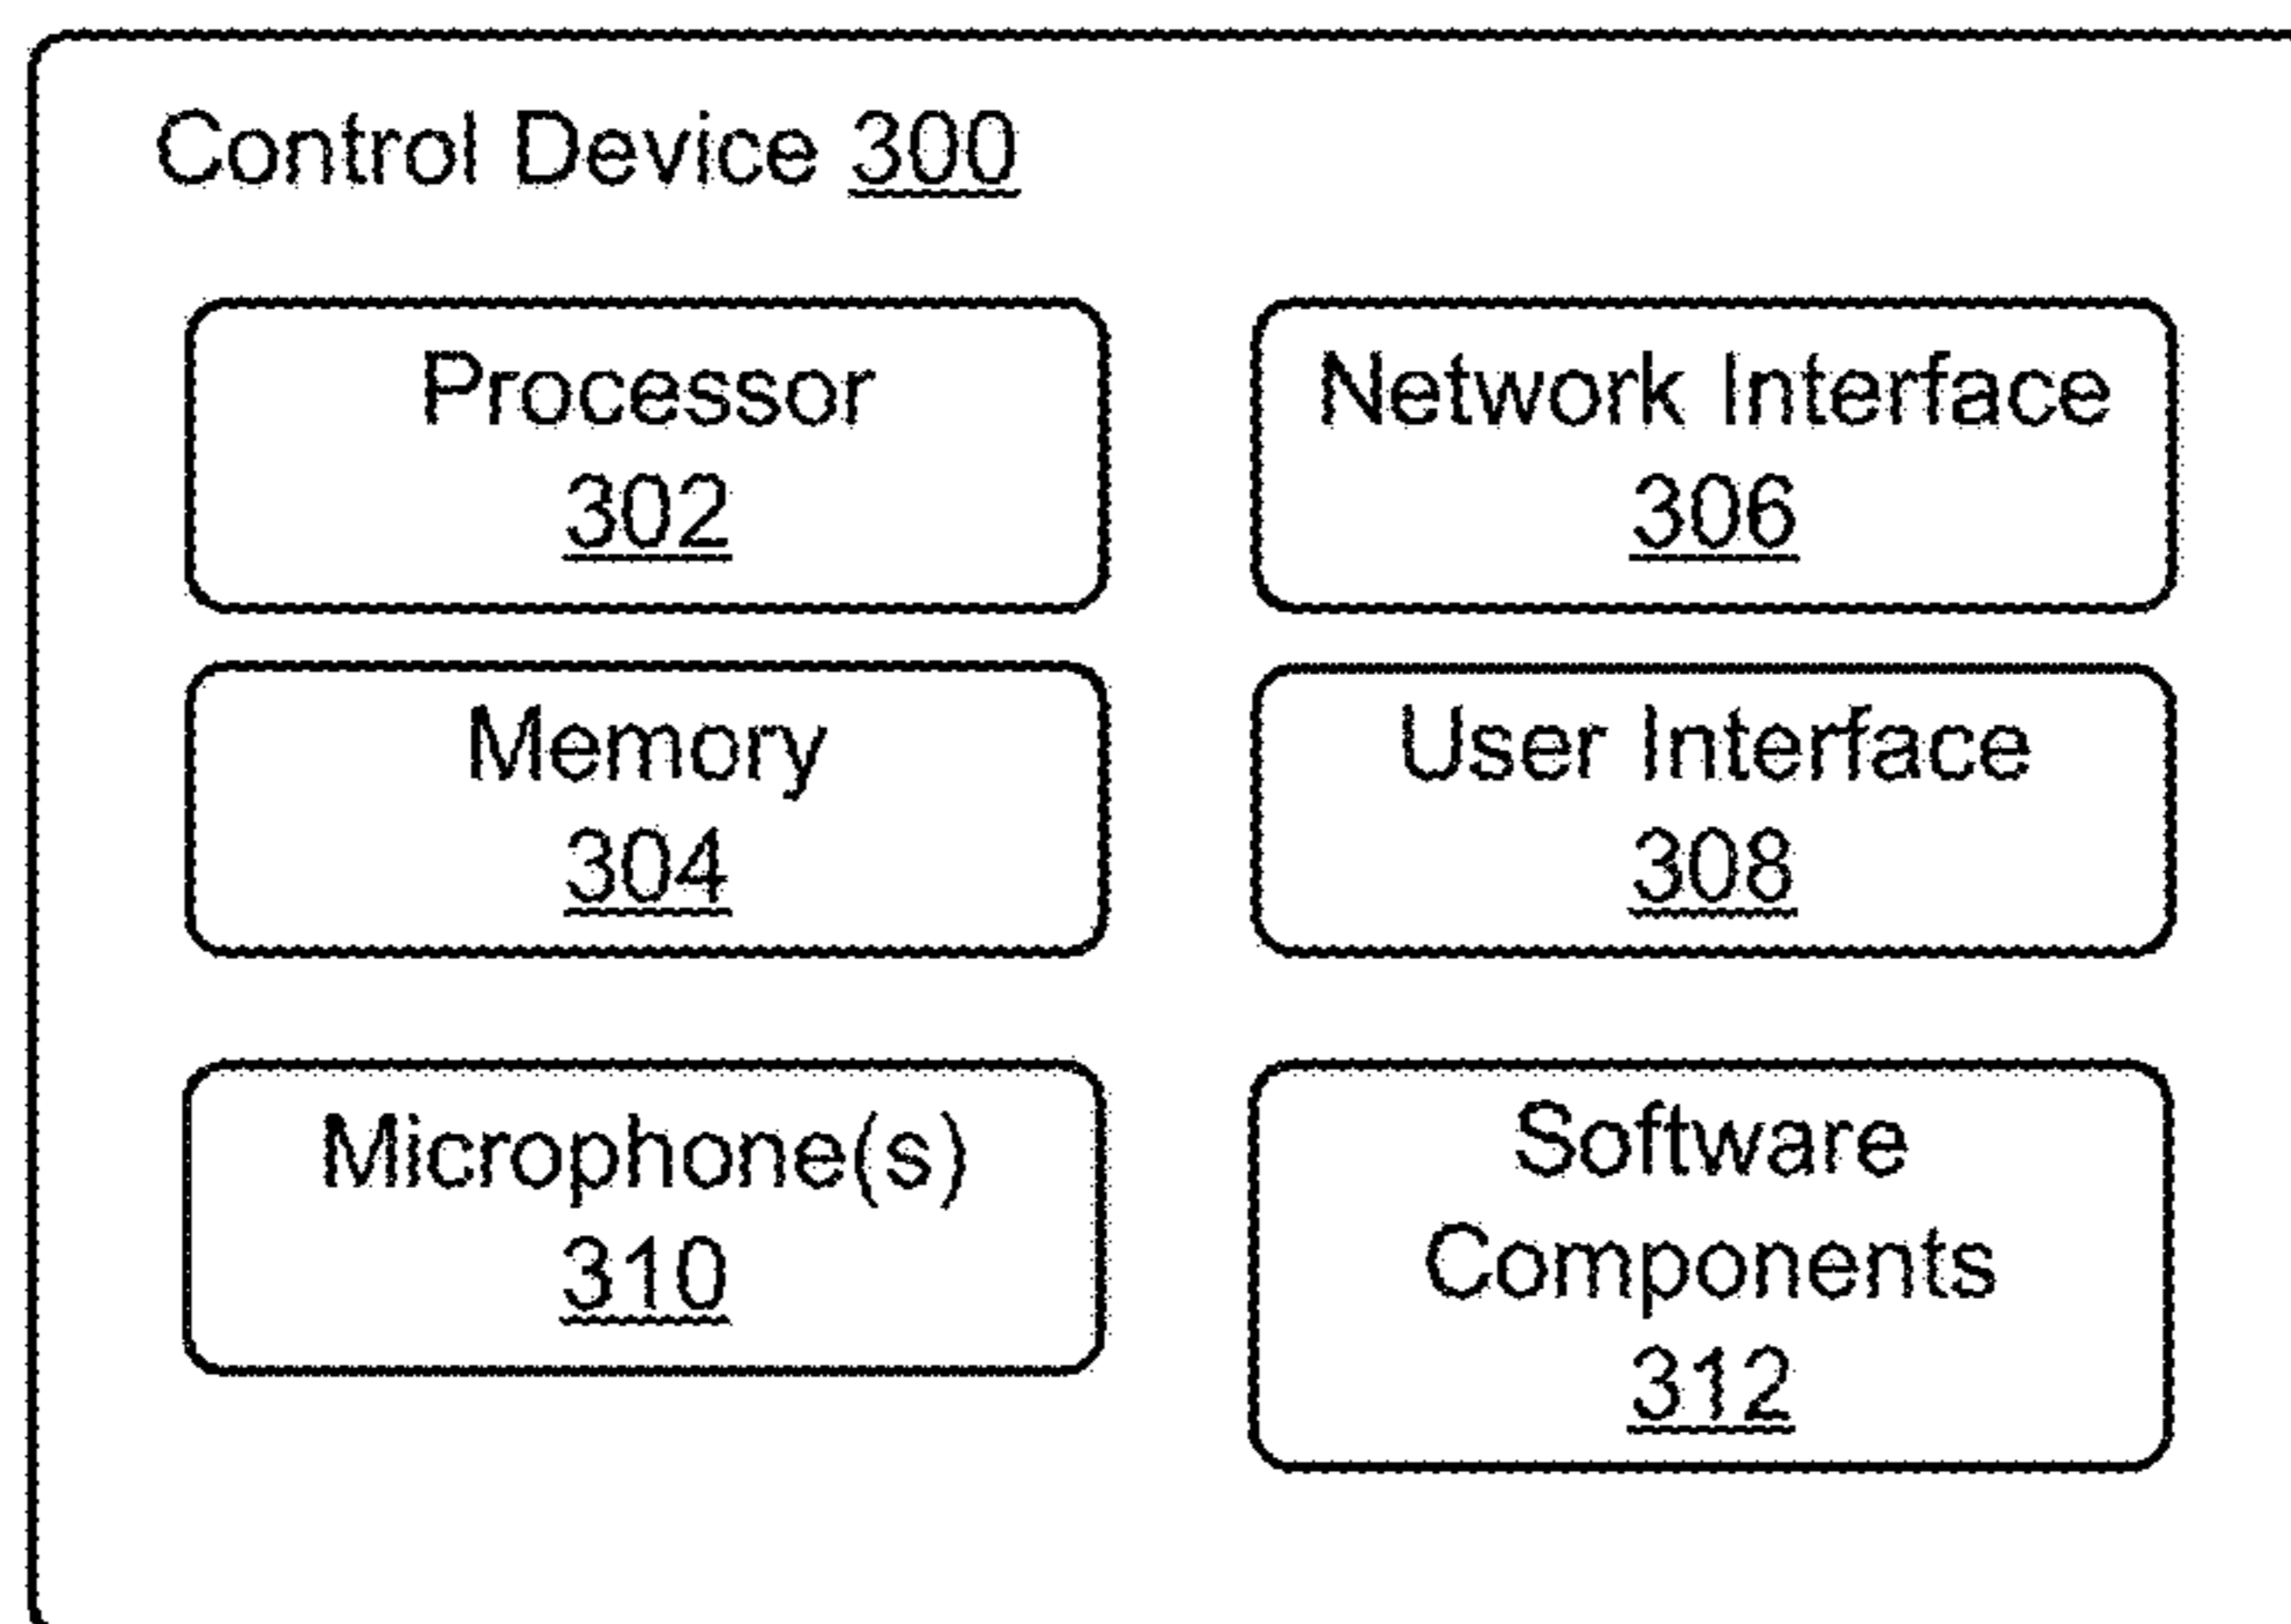 Control Device 300
Processor
302
Network Interface
306
Memory
304
User Interface
308
Microphone(s)
310
Software
Components
312